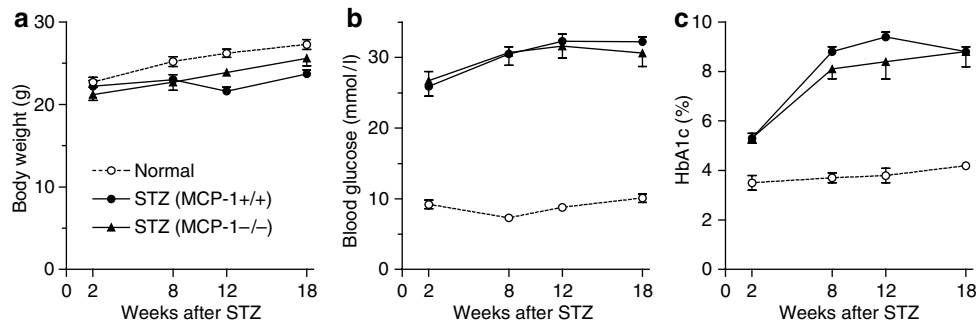 a
Body weight (g)
30
20
10
0
Normal
STZ (MCP-1+/+)
STZ (MCP-1−/−)
0 2 8 12 18
Weeks after STZ
b
Blood glucose (mmol/l)
30
20
10
0
0 2 8 12 18
Weeks after STZ
c
HbA1c (%)
10
8
6
4
2
0
0 2 8 12 18
Weeks after STZ